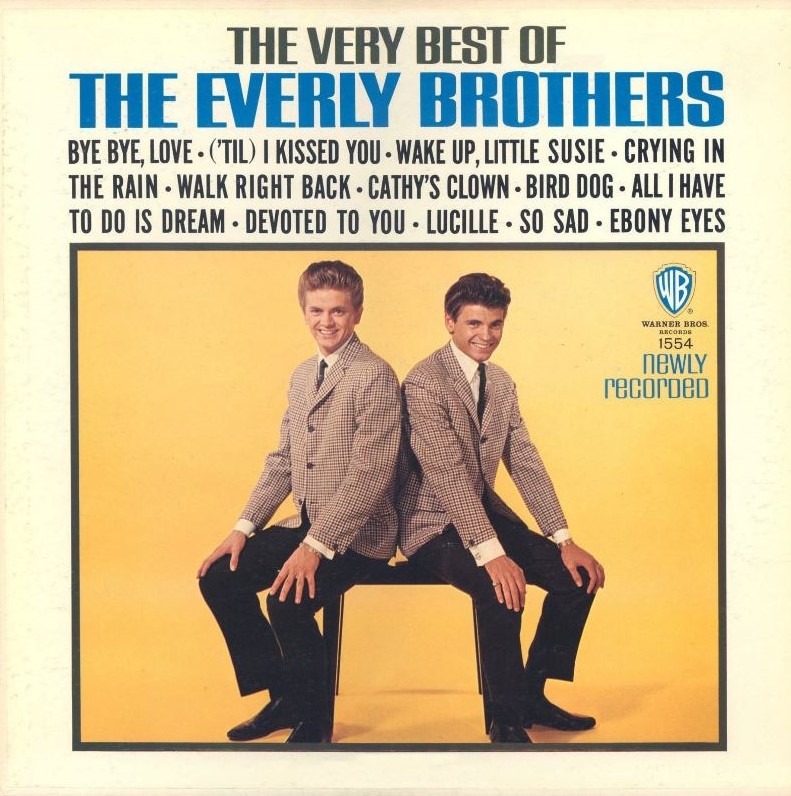 THE VERY BEST OF
THE EVERLY BROTHERS
BYE BYE, LOVE • ('TIL) I KISSED YOU • WAKE UP, LITTLE SUSIE • CRYING IN
THE RAIN • WALK RIGHT BACK • CATHY'S CLOWN • BIRD DOG • ALL I HAVE
TO DO IS DREAM • DEVOTED TO YOU • LUCILLE • SO SAD • EBONY EYES
WB
®
WARNER BROS.
RECORDS
1554
NEWLY
RECORDED